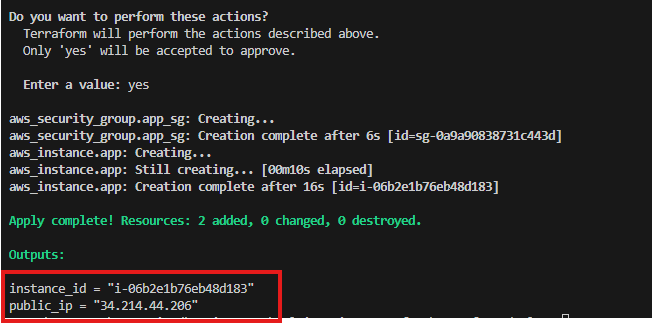 Do you want to perform these actions?
Terraform will perform the actions described above.
Only 'yes' will be accepted to approve.
Enter a value: yes
aws_security_group.app_sg: Creating...
aws_security_group.app_sg: Creation complete after 6s [id=sg-0a9a90838731c443d]
aws_instance.app: Creating...
aws_instance.app: Still creating... [00m10s elapsed]
aws_instance.app: Creation complete after 16s [id=i-06b2e1b76eb48d183]
Apply complete! Resources: 2 added, 0 changed, 0 destroyed.
Outputs:
instance_id = "i-06b2e1b76eb48d183"
public_ip = "34.214.44.206"